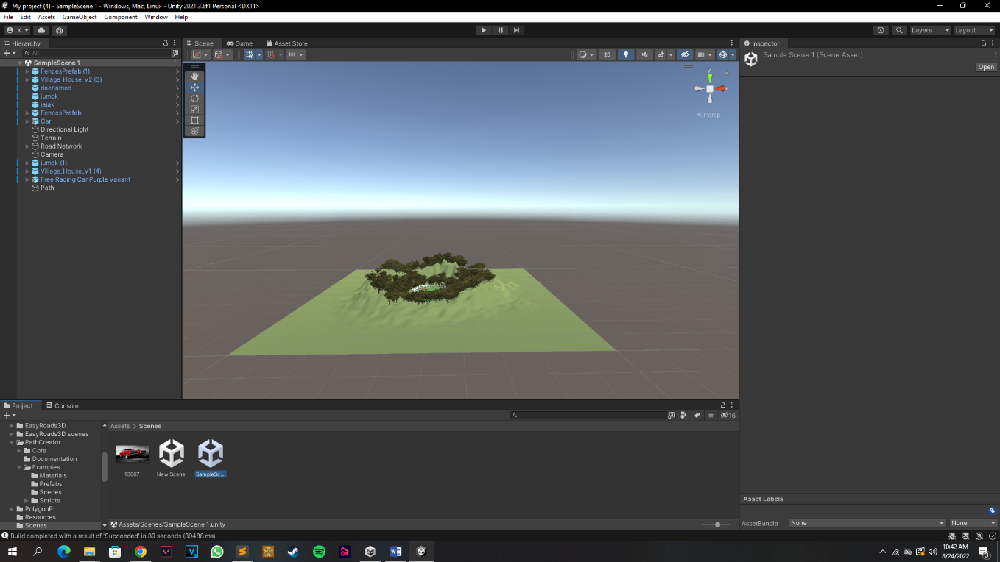 My project (4) - SampleScene 1 - Windows, Mac, Linux - Unity 2021.3.8f1 Personal <DX11>
File Edit Assets GameObject Component Window Help
X
Layers
Layout
Hierarchy
All
SampleScene 1
FencesPrefab (1)
Village_House_V2 (3)
daenamoo
jumok
jajak
FencesPrefab
Car
Directional Light
Terrain
Road Network
Camera
jumok (1)
Village_House_V1 (4)
Free Racing Car Purple Variant
Path
Scene
Game
Asset Store
2D
y
Persp
Inspector
Sample Scene 1 (Scene Asset)
Open
Project
Console
16
EasyRoads3D
EasyRoads3D scenes
PathCreator
Core
Documentation
Examples
Materials
Prefabs
Scenes
Scripts
PolygonPi
Resources
Scenes
Assets > Scenes
13667
New Scene
SampleSc...
Assets/Scenes/SampleScene 1.unity
Asset Labels
AssetBundle
None
None
Build completed with a result of 'Succeeded' in 89 seconds (89488 ms)
10:42 AM
8/24/2022
3